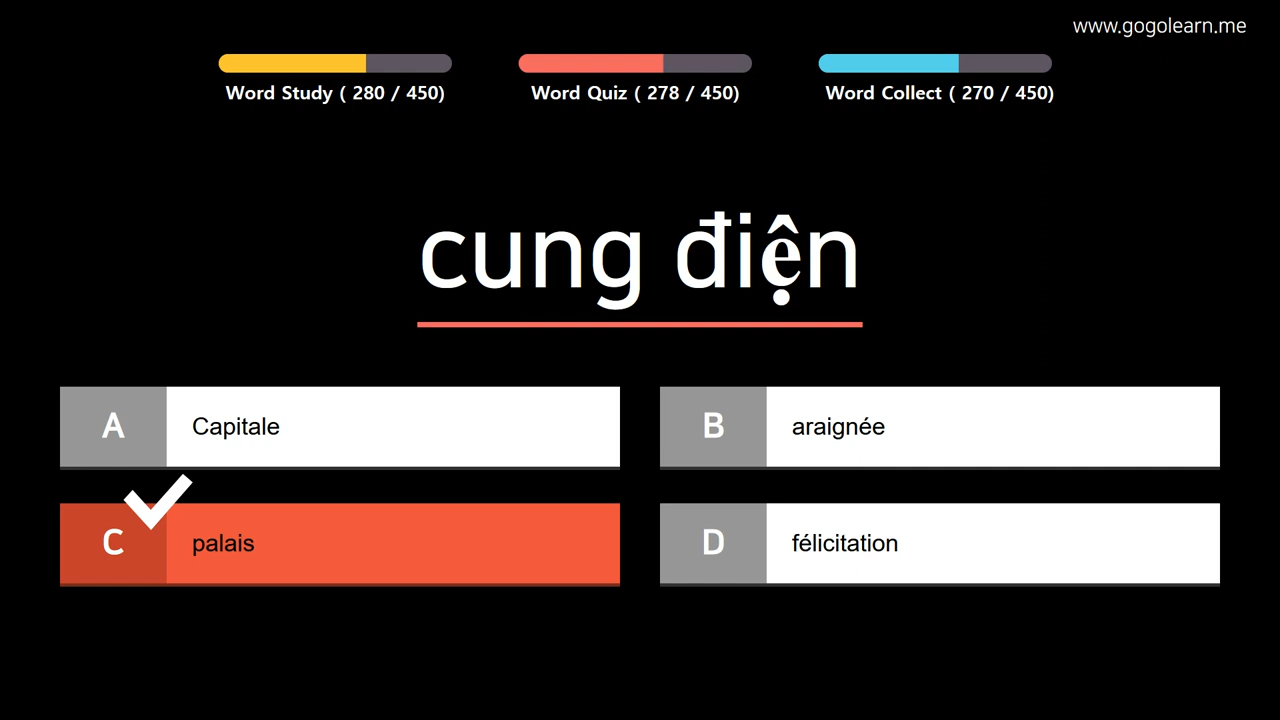 www.gogolearn.me
Word Study ( 280 / 450)
Word Quiz ( 278 / 450)
Word Collect ( 270 / 450)
cung điện
A Capitale
B araignée
C palais
D félicitation